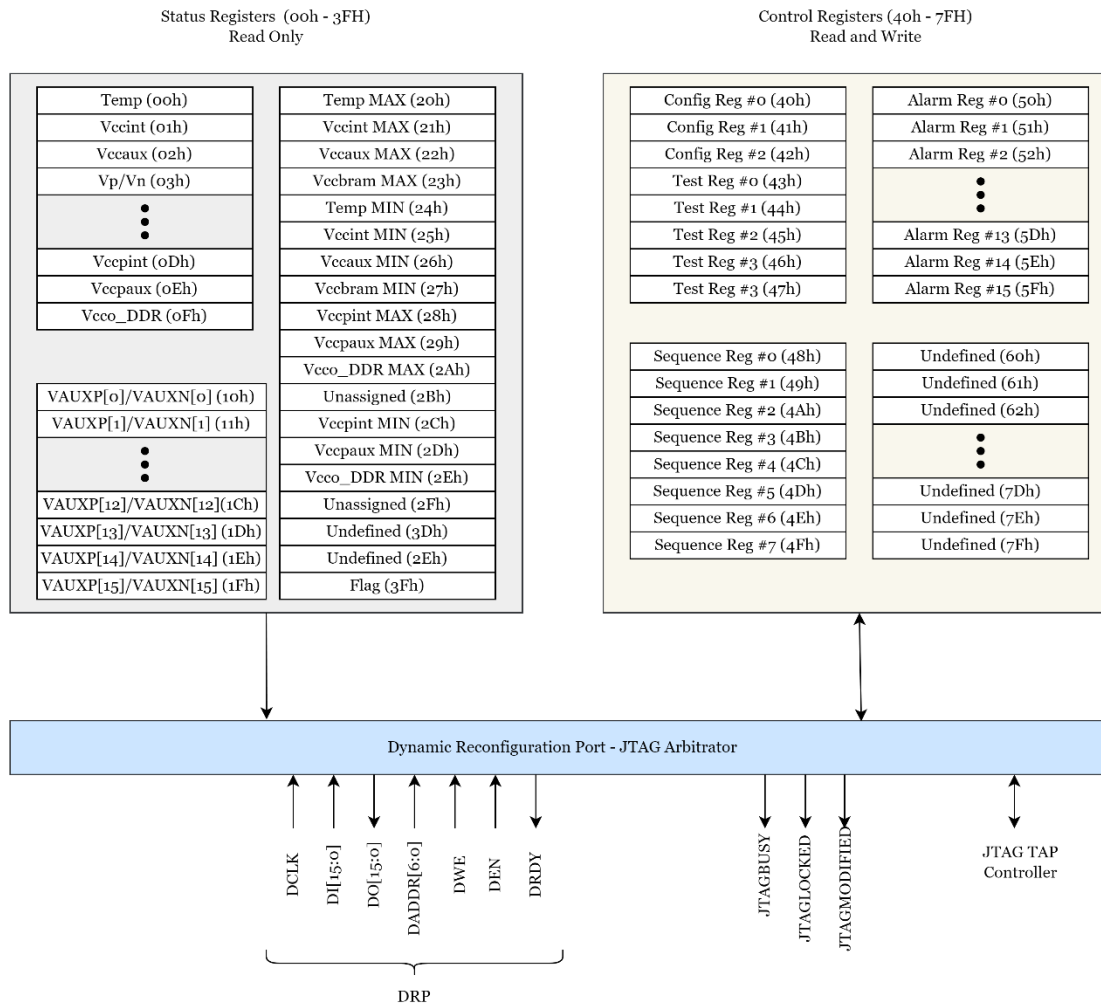 Status Registers (00h - 3FH)
Read Only
Temp (00h)
Vccint (01h)
Vccaux (02h)
Vp/Vn (03h)
Vccpint (0Dh)
Vccpaux (0Eh)
Vcco_DDR (0Fh)
VAUXP[0]/VAUXN[0] (10h)
VAUXP[1]/VAUXN[1] (11h)
VAUXP[12]/VAUXN[12](1Ch)
VAUXP[13]/VAUXN[13] (1Dh)
VAUXP[14]/VAUXN[14] (1Eh)
VAUXP[15]/VAUXN[15] (1Fh)
Temp MAX (20h)
Vccint MAX (21h)
Vccaux MAX (22h)
Vccbram MAX (23h)
Temp MIN (24h)
Vccint MIN (25h)
Vccaux MIN (26h)
Vccbram MIN (27h)
Vccpint MAX (28h)
Vccpaux MAX (29h)
Vcco_DDR MAX (2Ah)
Unassigned (2Bh)
Vccpint MIN (2Ch)
Vccpaux MIN (2Dh)
Vcco_DDR MIN (2Eh)
Unassigned (2Fh)
Undefined (3Dh)
Undefined (2Eh)
Flag (3Fh)
Control Registers (40h - 7FH)
Read and Write
Config Reg #0 (40h)
Config Reg #1 (41h)
Config Reg #2 (42h)
Test Reg #0 (43h)
Test Reg #1 (44h)
Test Reg #2 (45h)
Test Reg #3 (46h)
Test Reg #3 (47h)
Sequence Reg #0 (48h)
Sequence Reg #1 (49h)
Sequence Reg #2 (4Ah)
Sequence Reg #3 (4Bh)
Sequence Reg #4 (4Ch)
Sequence Reg #5 (4Dh)
Sequence Reg #6 (4Eh)
Sequence Reg #7 (4Fh)
Alarm Reg #0 (50h)
Alarm Reg #1 (51h)
Alarm Reg #2 (52h)
Alarm Reg #13 (5Dh)
Alarm Reg #14 (5Eh)
Alarm Reg #15 (5Fh)
Undefined (60h)
Undefined (61h)
Undefined (62h)
Undefined (7Dh)
Undefined (7Eh)
Undefined (7Fh)
Dynamic Reconfiguration Port - JTAG Arbitrator
DCLK
DI[15:0]
DO[15:0]
DADDR[6:0]
DWE
DEN
DRDY
DRP
JTAGBUSY
JTAGLOCKED
JTAGMODIFIED
JTAG TAP
Controller